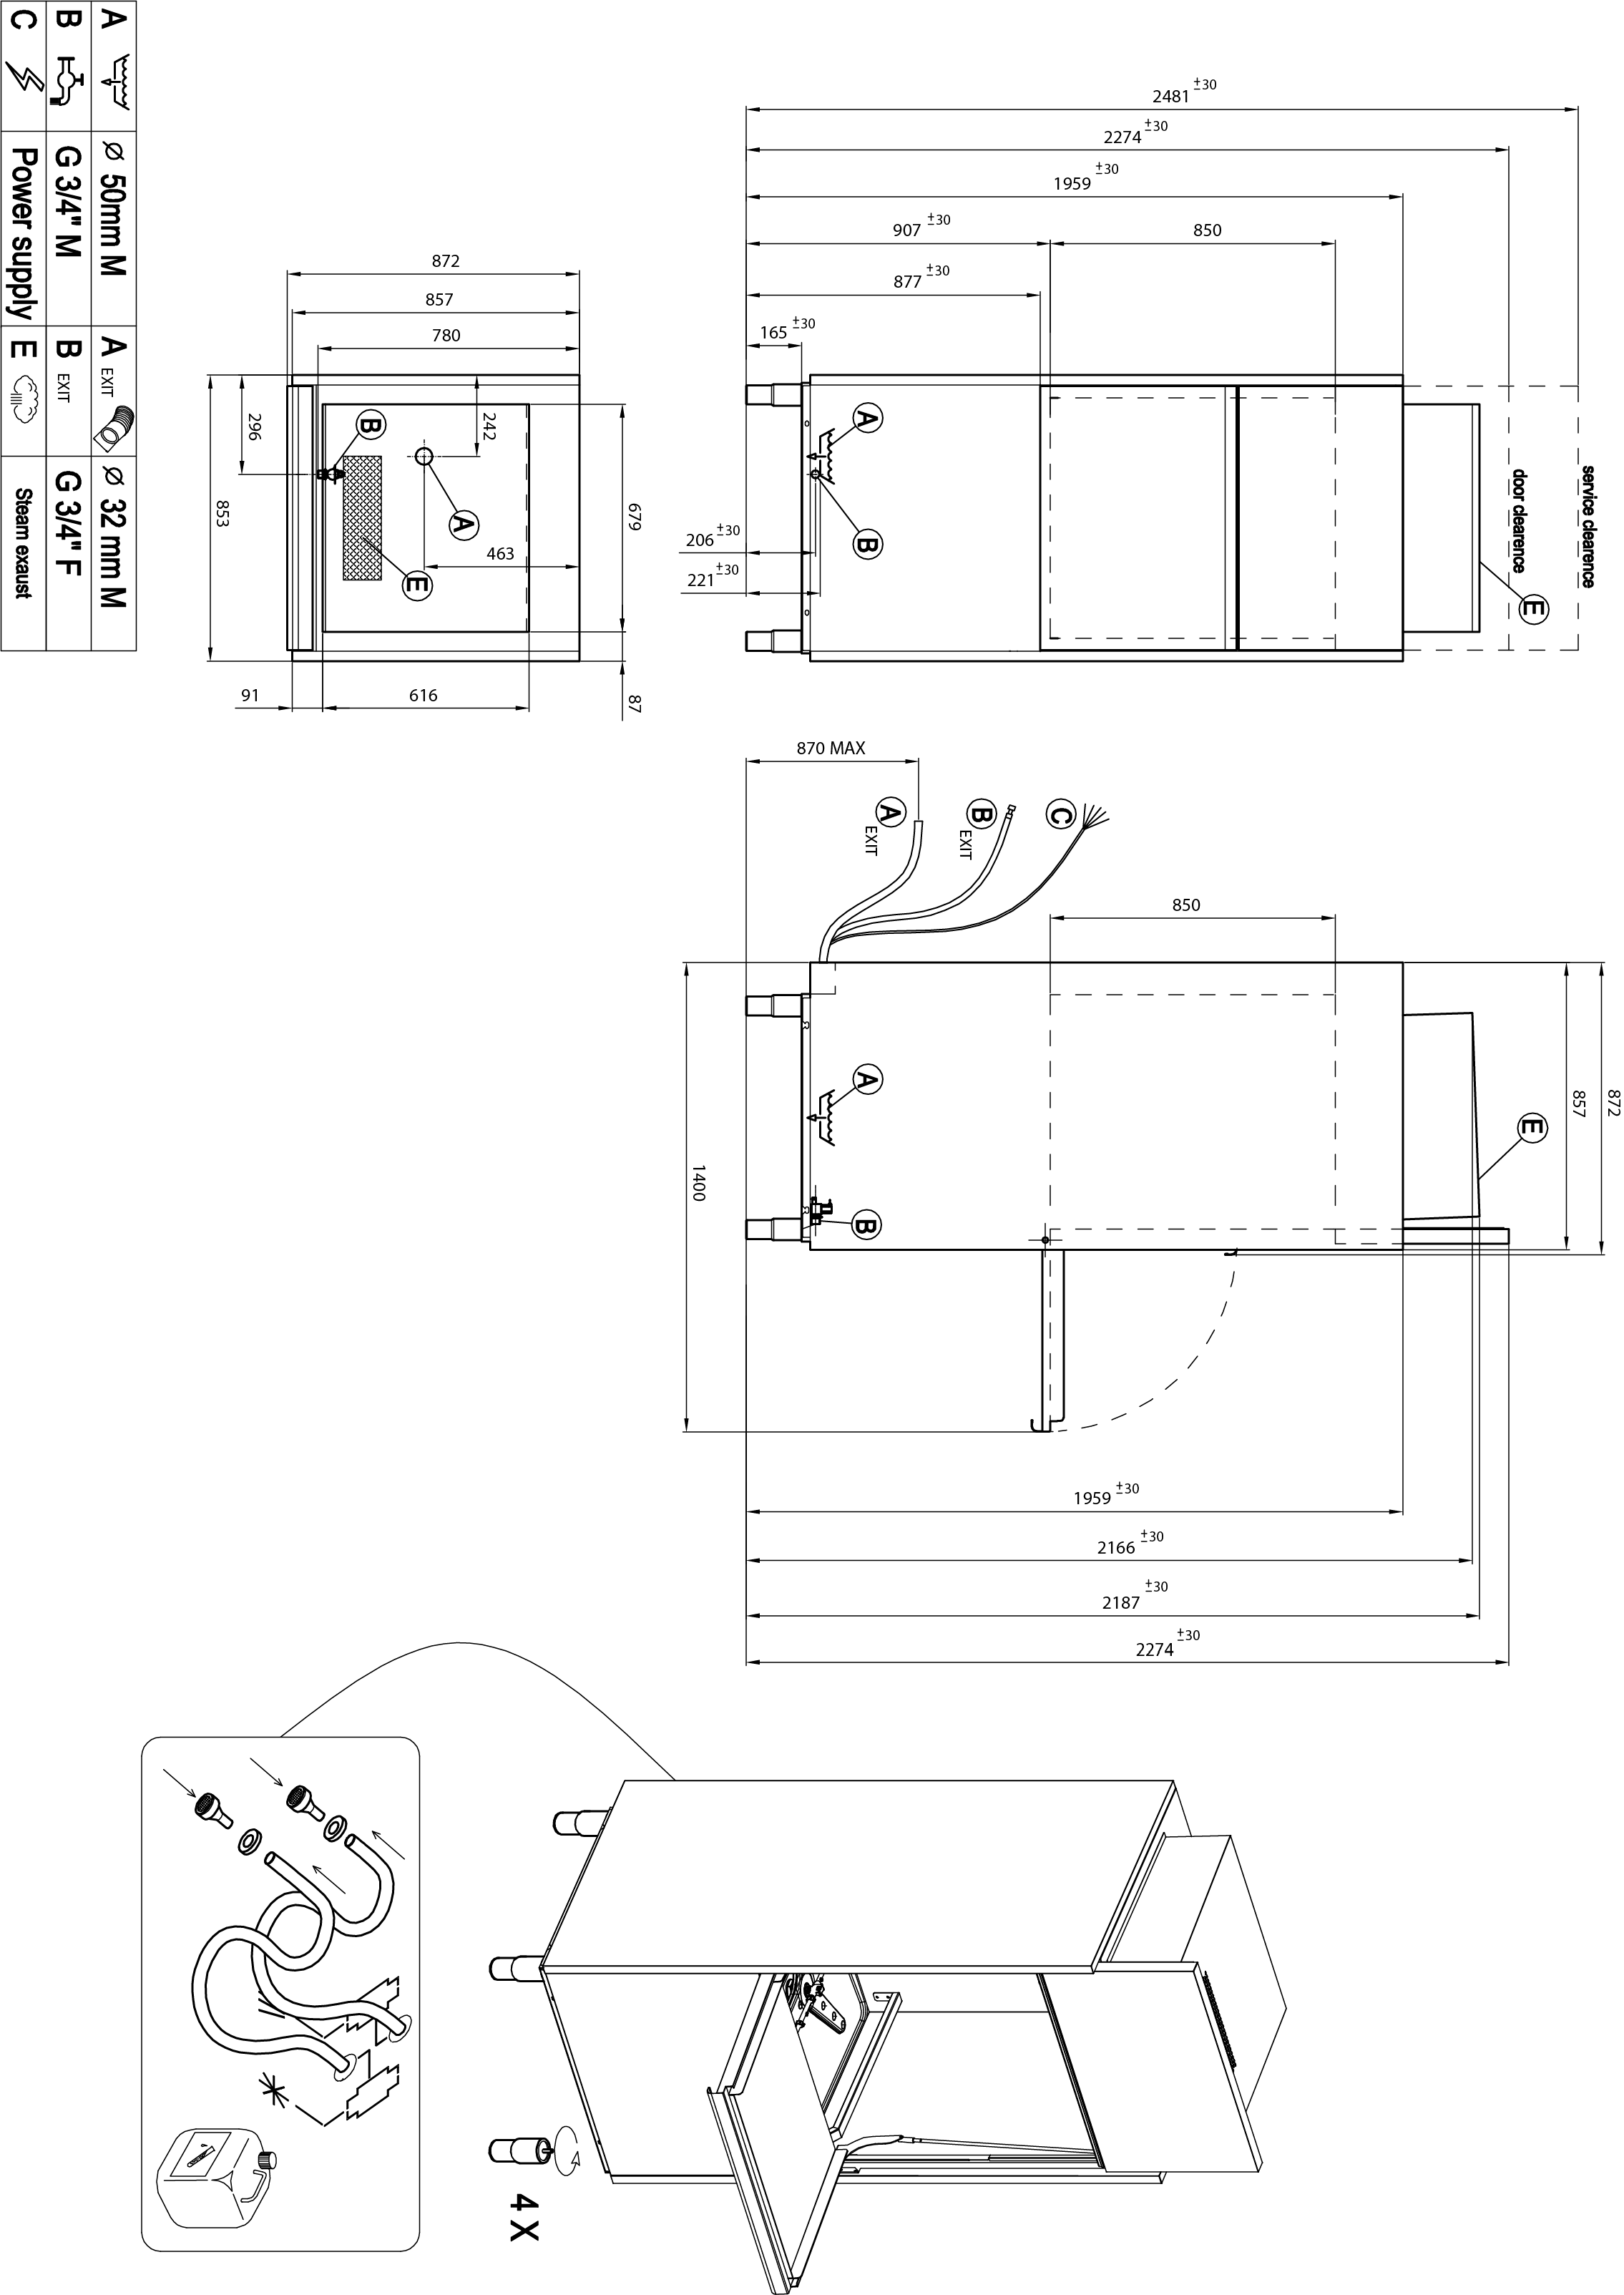 2481 ±30
2274 ±30
1959 ±30
907 ±30
850
877 ±30
165 ±30
A
B
206 ±30
221 ±30
service clearence
door clearence
E
872
857
780
296
242
B
A
463
E
679
853
91
616
87
A ⌀ 50mm M A EXIT ⌀ 32 mm M
B G 3/4" M B EXIT G 3/4" F
C Power supply E Steam exaust
870 MAX
A EXIT
B EXIT
C
850
857
872
A
B
E
1400
1959 ±30
2166 ±30
2187 ±30
2274 ±30
4 X